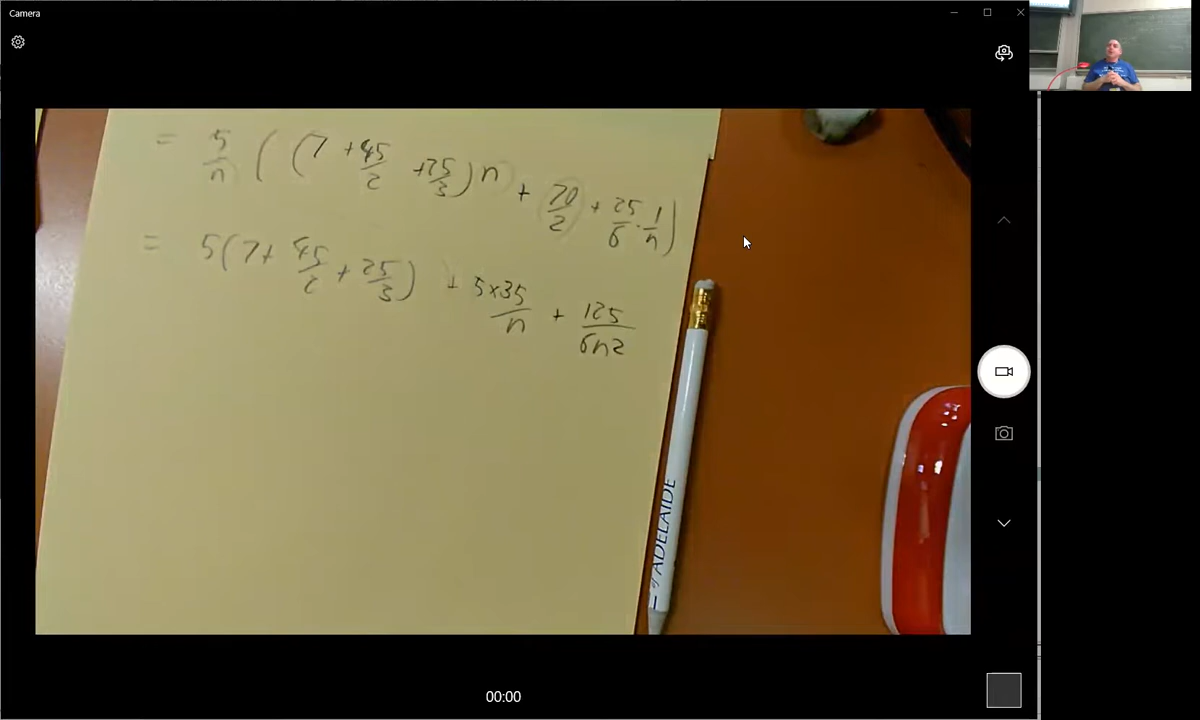 Camera
= 5/n ( (7 + 45/2 + 25/3) n + 70/2 + 25/6 · 1/n )
= 5(7 + 45/2 + 25/3) + 5×35/n + 125/6n2
ADELAIDE
00:00